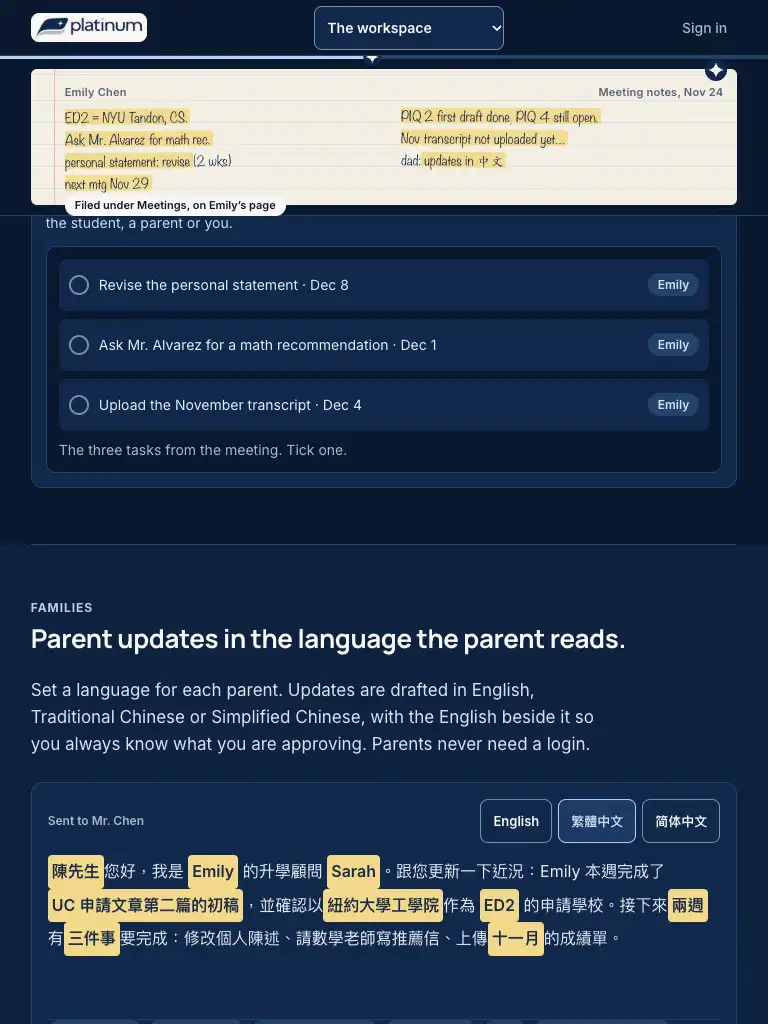 platinum
The workspace
Sign in
Emily Chen
Meeting notes, Nov 24
ED2 = NYU Tandon, CS.
Ask Mr. Alvarez for math rec.
personal statement: revise (2 wks)
next mtg Nov 29
PIQ 2 first draft done, PIQ 4 still open.
Nov transcript not uploaded yet...
dad: updates in 中文
Filed under Meetings, on Emily’s page
the student, a parent or you.
Revise the personal statement · Dec 8
Emily
Ask Mr. Alvarez for a math recommendation · Dec 1
Emily
Upload the November transcript · Dec 4
Emily
The three tasks from the meeting. Tick one.
FAMILIES
Parent updates in the language the parent reads.
Set a language for each parent. Updates are drafted in English,
Traditional Chinese or Simplified Chinese, with the English beside it so
you always know what you are approving. Parents never need a login.
Sent to Mr. Chen
English
繁體中文
简体中文
陳先生您好，我是 Emily 的升學顧問 Sarah。跟您更新一下近況：Emily 本週完成了
UC 申請文章第二篇的初稿，並確認以紐約大學工學院作為 ED2 的申請學校。接下來兩週
有三件事要完成：修改個人陳述、請數學老師寫推薦信、上傳十一月的成績單。